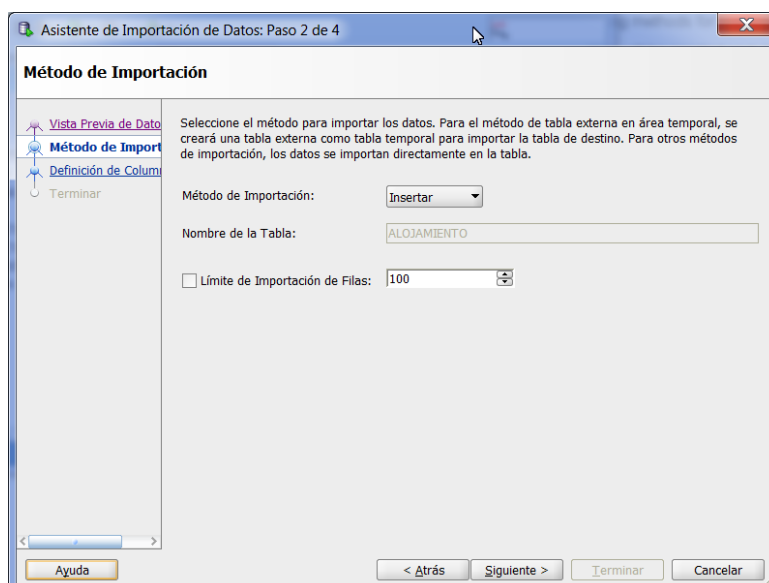 Asistente de Importación de Datos: Paso 2 de 4
Método de Importación
Vista Previa de Dato
Método de Import
Definición de Colum
Terminar
Seleccione el método para importar los datos. Para el método de tabla externa en área temporal, se
creará una tabla externa como tabla temporal para importar la tabla de destino. Para otros métodos
de importación, los datos se importan directamente en la tabla.
Método de Importación: Insertar
Nombre de la Tabla: ALOJAMIENTO
Límite de Importación de Filas: 100
Ayuda < Atrás Siguiente > Terminar Cancelar